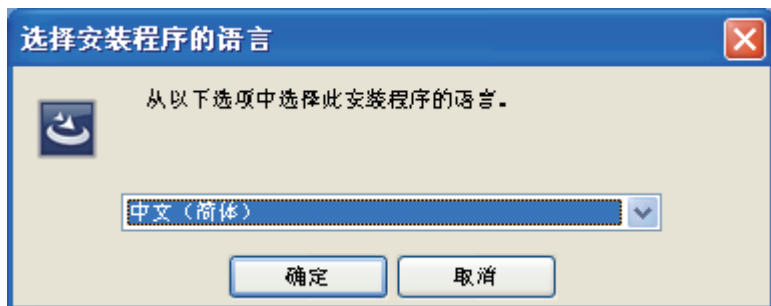 选择安装程序的语言
从以下选项中选择此安装程序的语言。
中文（简体）
确定
取消